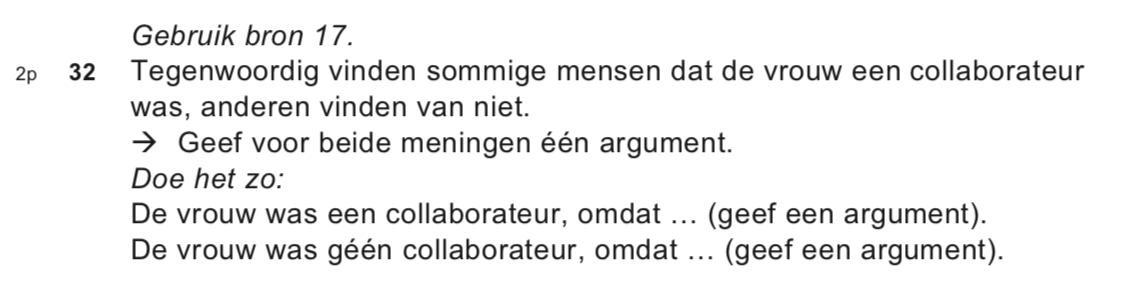 Gebruik bron 17.
2p 32 Tegenwoordig vinden sommige mensen dat de vrouw een collaborateur
was, anderen vinden van niet.
→ Geef voor beide meningen één argument.
Doe het zo:
De vrouw was een collaborateur, omdat … (geef een argument).
De vrouw was géén collaborateur, omdat … (geef een argument).